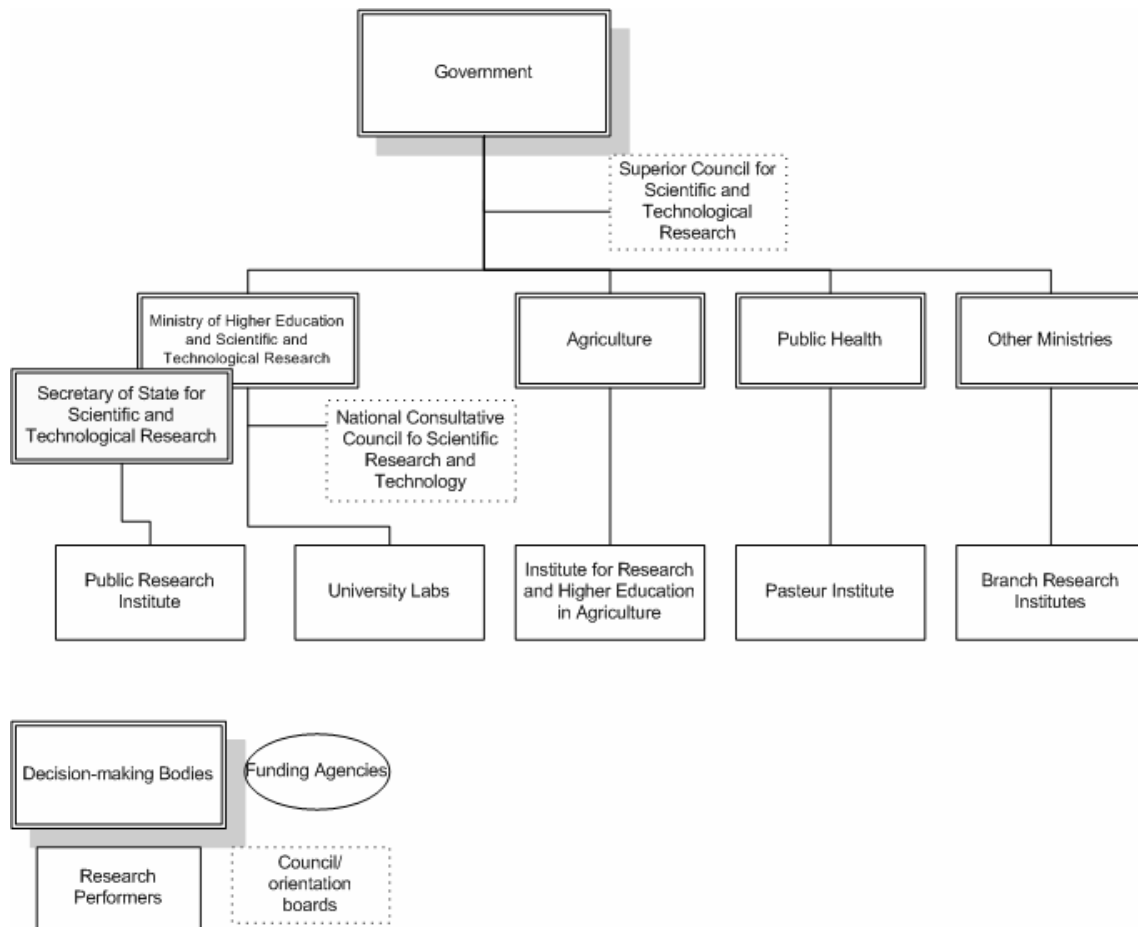 Government
Superior Council for
Scientific and
Technological
Research
Ministry of Higher Education
and Scientific and
Technological Research
Agriculture
Public Health
Other Ministries
Secretary of State for
Scientific and
Technological Research
National Consultative
Council fo Scientific
Research and
Technology
Public Research
Institute
University Labs
Institute for Research
and Higher Education
in Agriculture
Pasteur Institute
Branch Research
Institutes
Decision-making Bodies
Funding Agencies
Research
Performers
Council/
orientation
boards